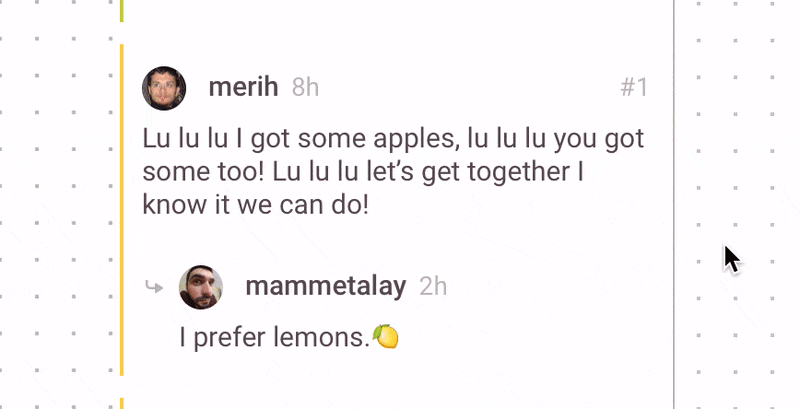 merih 8h #1
Lu lu lu I got some apples, lu lu lu you got
some too! Lu lu lu let’s get together I
know it we can do!
mammetalay 2h
I prefer lemons.🍋